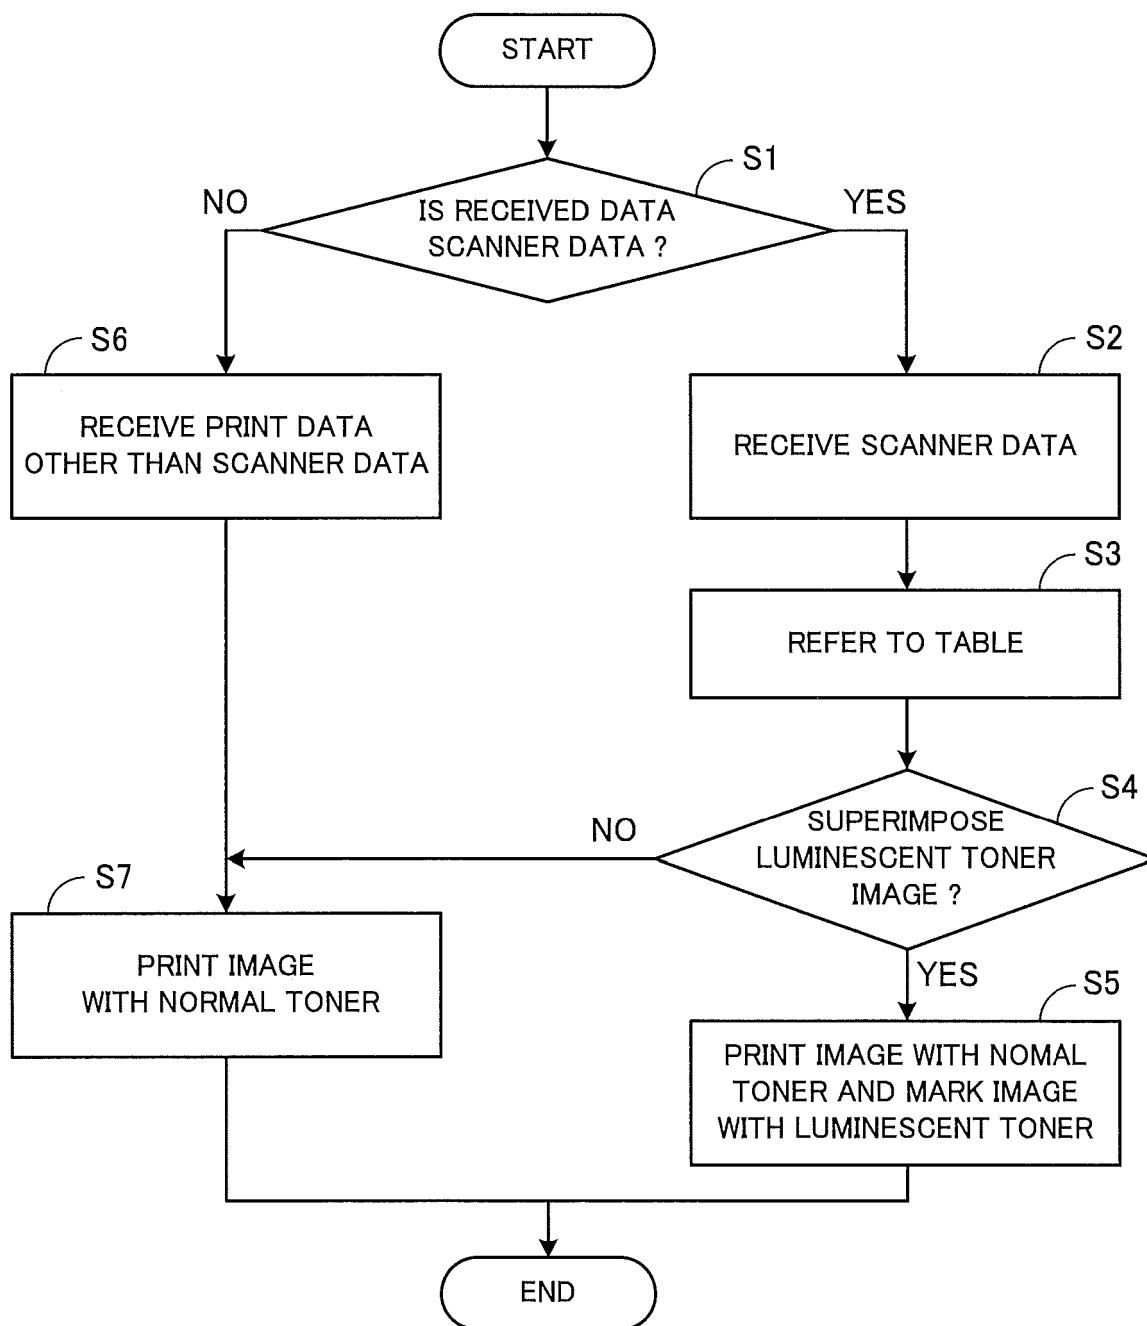 START
S1
NO
IS RECEIVED DATA
SCANNER DATA ?
YES
S6
RECEIVE PRINT DATA
OTHER THAN SCANNER DATA
S2
RECEIVE SCANNER DATA
S3
REFER TO TABLE
S4
SUPERIMPOSE
LUMINESCENT TONER
IMAGE ?
NO
YES
S7
PRINT IMAGE
WITH NORMAL TONER
S5
PRINT IMAGE WITH NOMAL
TONER AND MARK IMAGE
WITH LUMINESCENT TONER
END